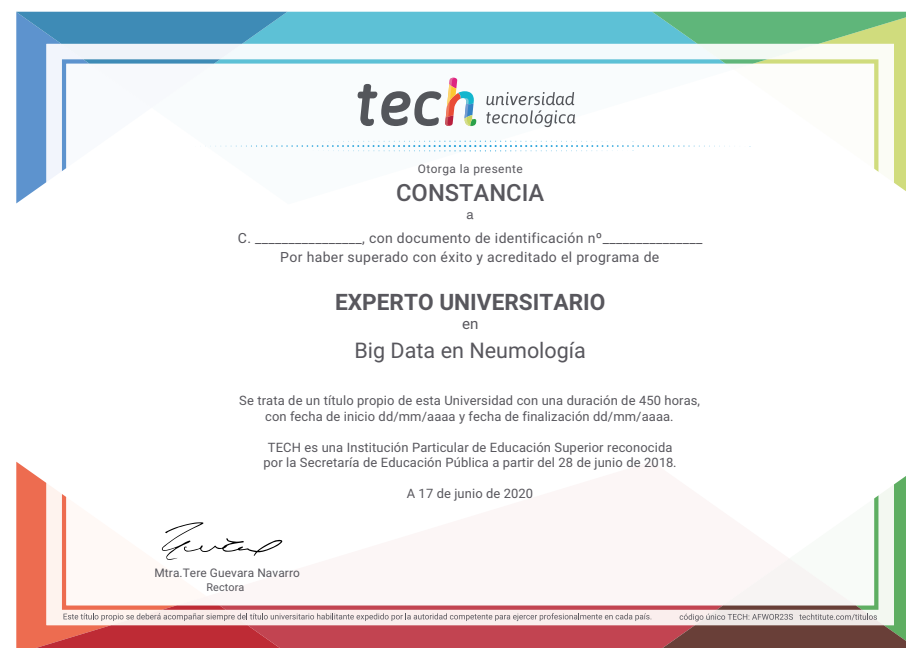 tech universidad
tecnológica
Otorga la presente
CONSTANCIA
a
C. ________________, con documento de identificación nº_______________
Por haber superado con éxito y acreditado el programa de
EXPERTO UNIVERSITARIO
en
Big Data en Neumología
Se trata de un título propio de esta Universidad con una duración de 450 horas,
con fecha de inicio dd/mm/aaaa y fecha de finalización dd/mm/aaaa.
TECH es una Institución Particular de Educación Superior reconocida
por la Secretaría de Educación Pública a partir del 28 de junio de 2018.
A 17 de junio de 2020
Mtra.Tere Guevara Navarro
Rectora
Este título propio se deberá acompañar siempre del título universitario habilitante expedido por la autoridad competente para ejercer profesionalmente en cada país. código único TECH: AFWOR23S techtitute.com/titulos